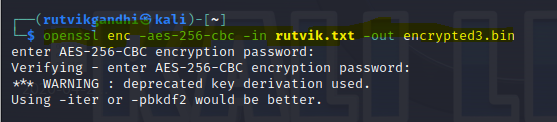 ┌──(rutvikgandhi㉿kali)-[~]
└─$ openssl enc -aes-256-cbc -in rutvik.txt -out encrypted3.bin
enter AES-256-CBC encryption password:
Verifying - enter AES-256-CBC encryption password:
*** WARNING : deprecated key derivation used.
Using -iter or -pbkdf2 would be better.